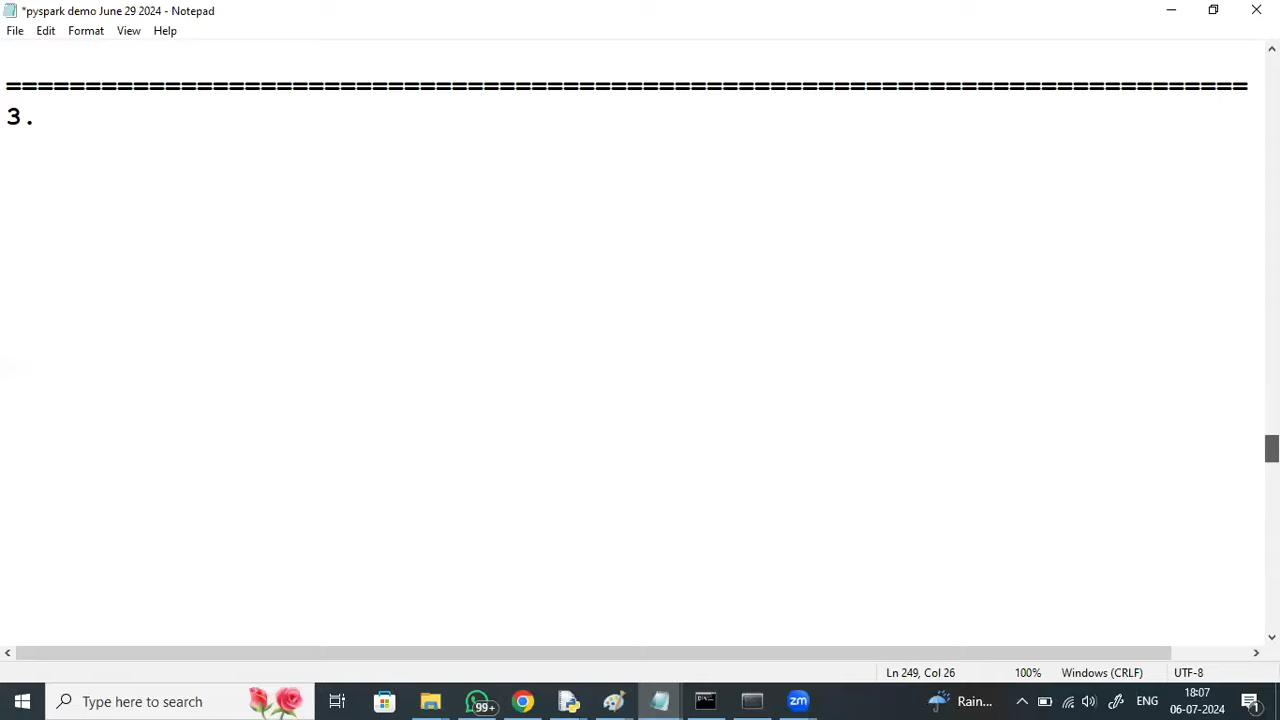 *pyspark demo June 29 2024 - Notepad
File Edit Format View Help
===============================================================================
3.
Ln 249, Col 26 100% Windows (CRLF) UTF-8
Type here to search 99+ Rain... ENG 18:07
06-07-2024 1